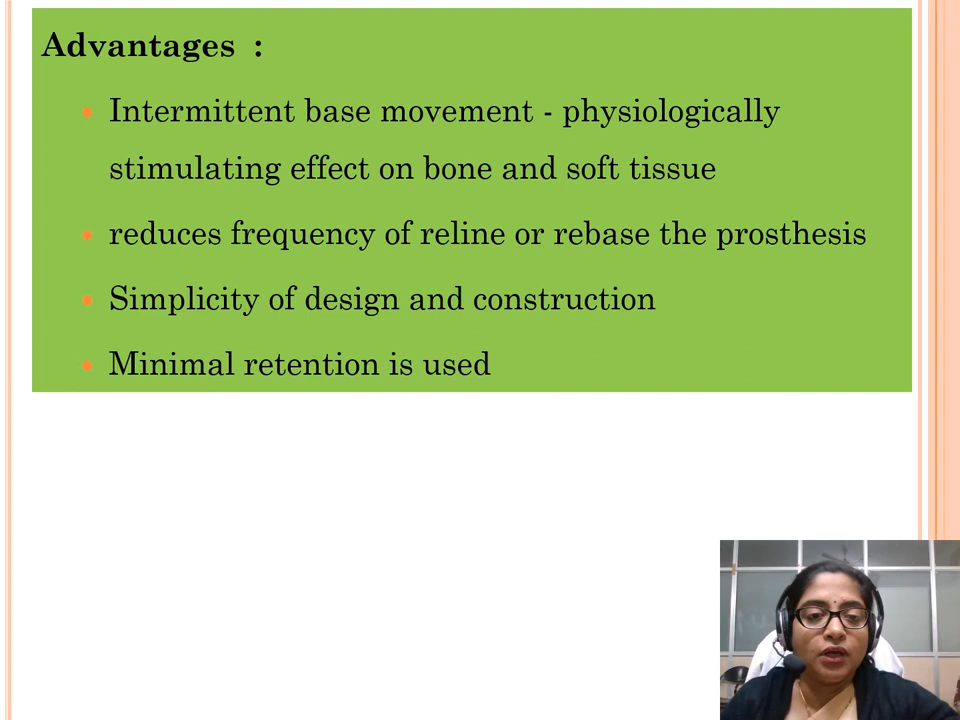 Advantages :
Intermittent base movement - physiologically
stimulating effect on bone and soft tissue
reduces frequency of reline or rebase the prosthesis
Simplicity of design and construction
Minimal retention is used